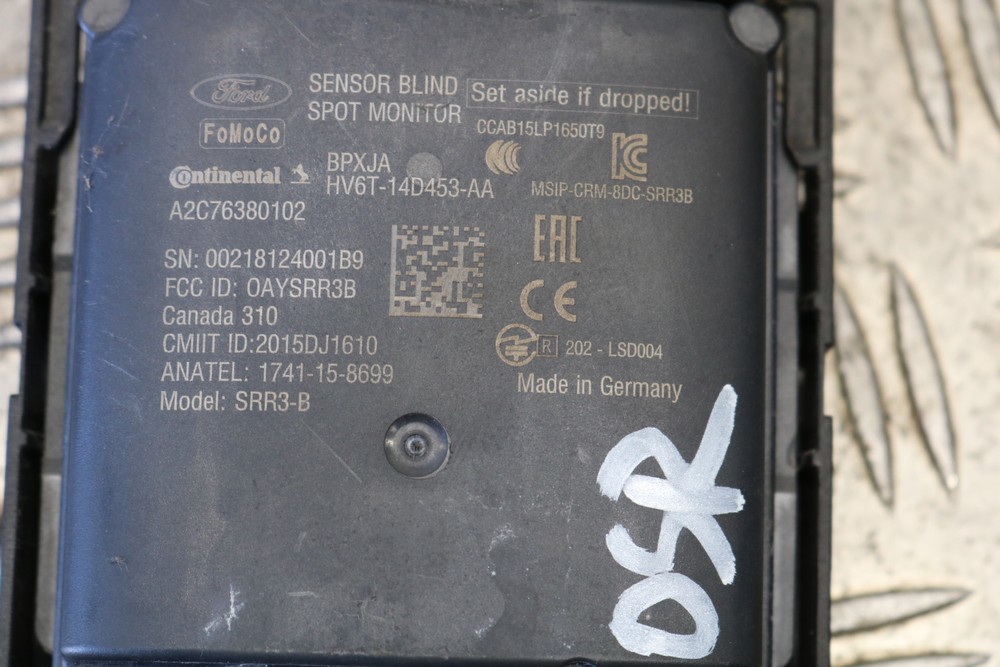 Ford
FoMoCo
SENSOR BLIND
SPOT MONITOR
Set aside if dropped!
CCAB15LP1650T9
Continental
BPXJA
HV6T-14D453-AA
MSIP-CRM-8DC-SRR3B
A2C76380102
EAC
SN: 00218124001B9
FCC ID: OAYSRR3B
CE
Canada 310
CMIIT ID:2015DJ1610
R 202 - LSD004
ANATEL: 1741-15-8699
Made in Germany
Model: SRR3-B
OSR